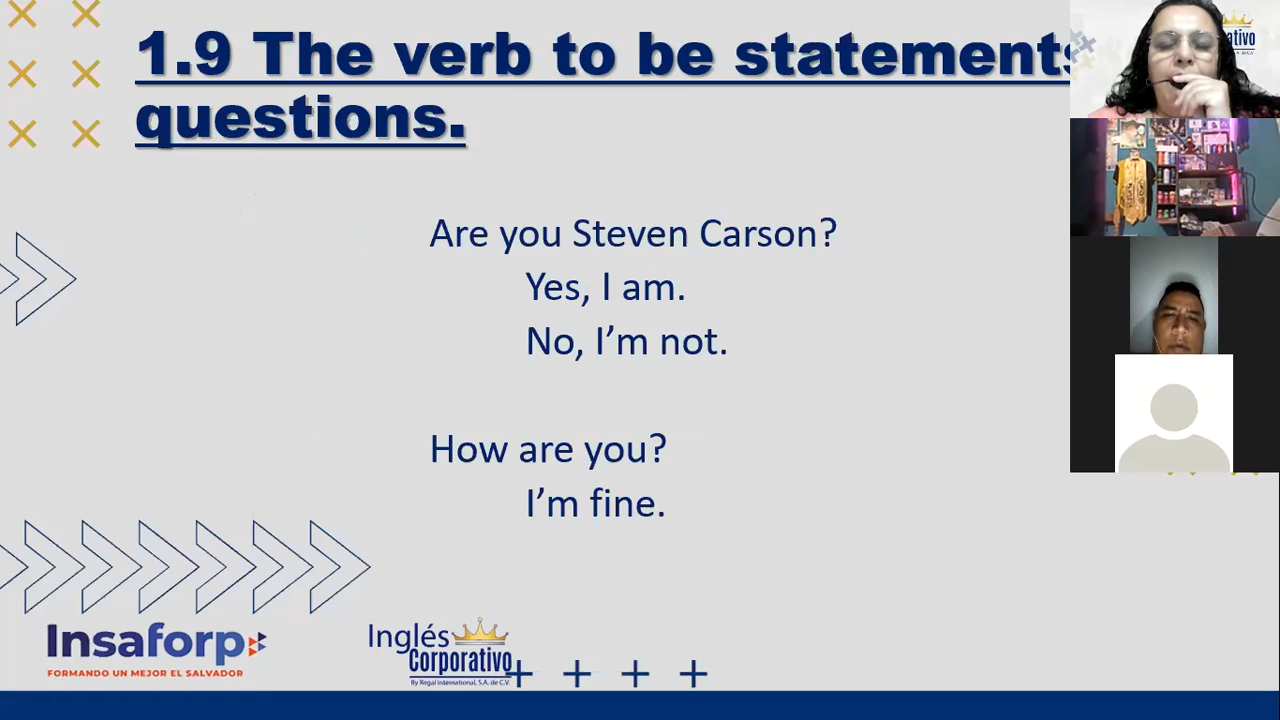 1.9 The verb to be statements
questions.
Are you Steven Carson?
Yes, I am.
No, I’m not.
How are you?
I’m fine.
Insaforp
FORMANDO UN MEJOR EL SALVADOR
Inglés
Corporativo
By Regal International, S.A. de C.V.